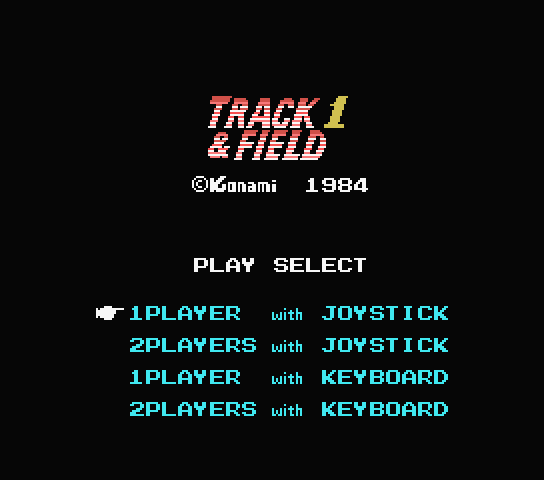 TRACK 1
& FIELD
©Konami 1984
PLAY SELECT
1PLAYER with JOYSTICK
2PLAYERS with JOYSTICK
1PLAYER with KEYBOARD
2PLAYERS with KEYBOARD